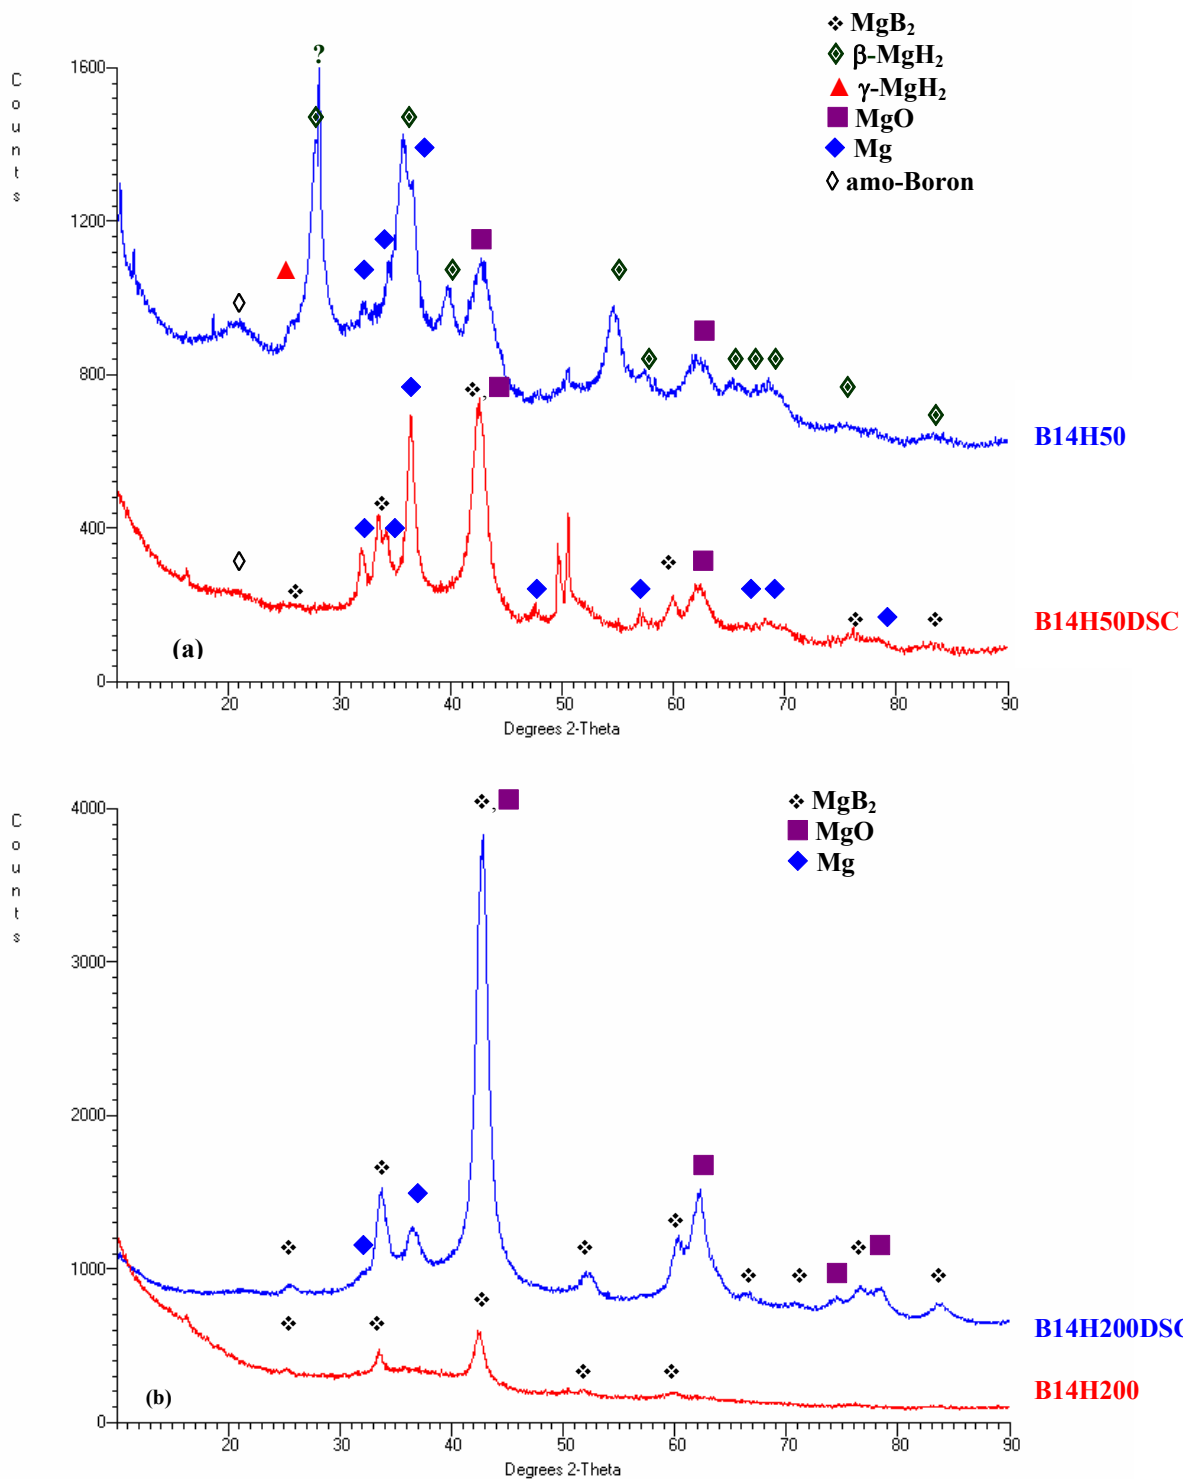 MgB2
β-MgH2
γ-MgH2
MgO
Mg
amo-Boron
Counts
?
1600
1200
800
400
0
,
B14H50
B14H50DSC
(a)
20 30 40 50 60 70 80 90
Degrees 2-Theta
MgB2
MgO
Mg
Counts
4000
3000
2000
1000
0
,
B14H200DSC
B14H200
(b)
20 30 40 50 60 70 80 90
Degrees 2-Theta